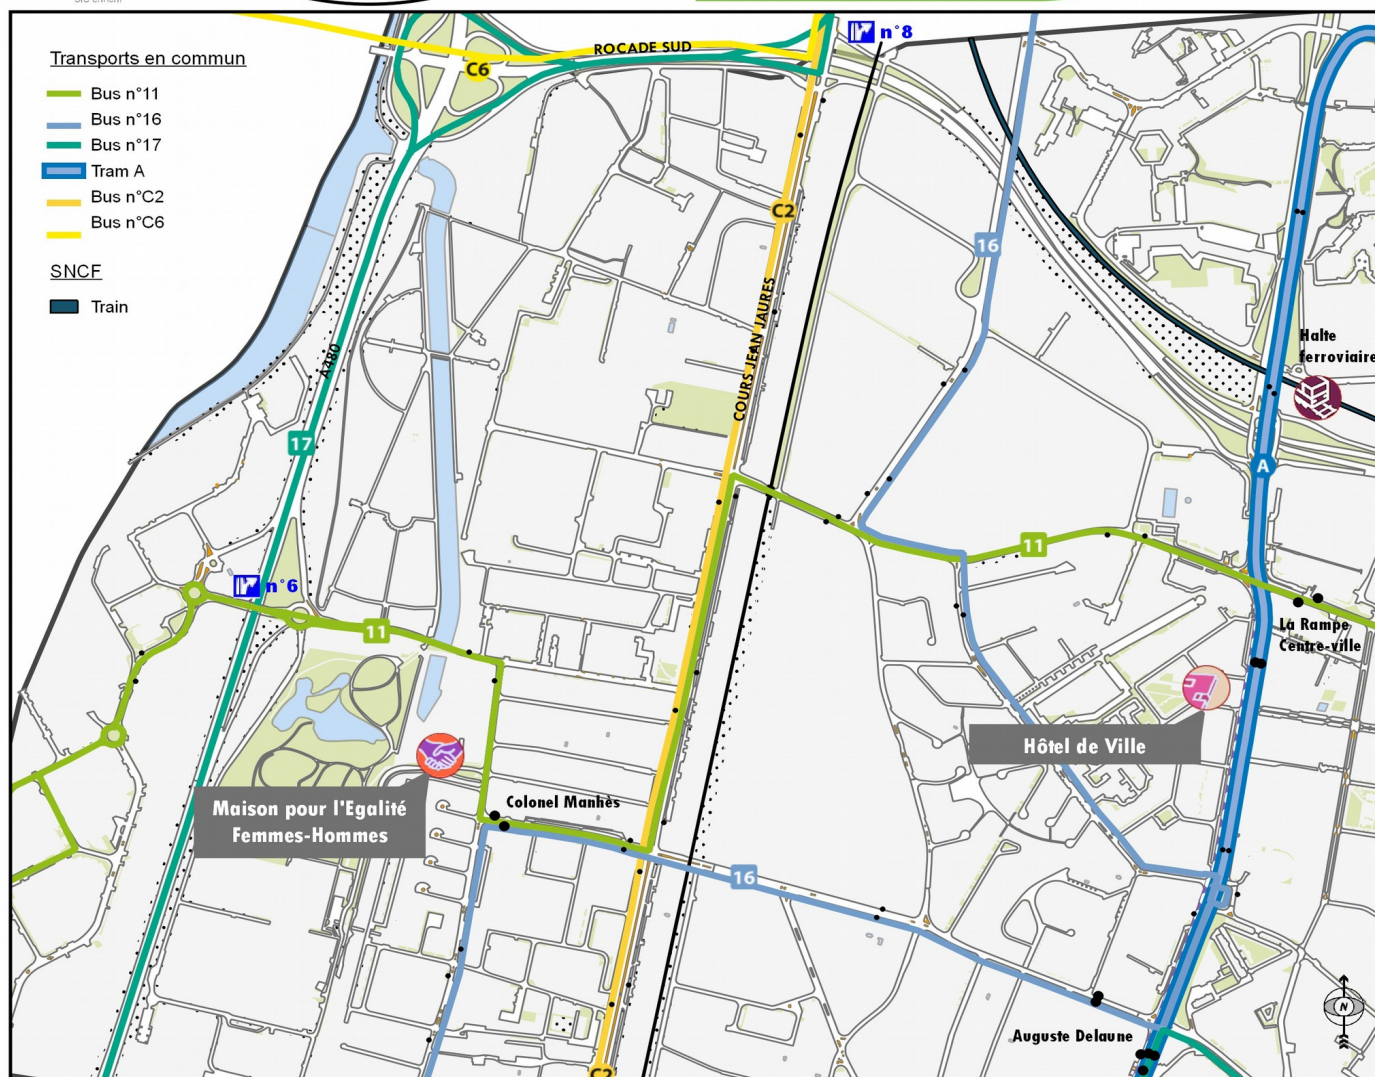 n°8
Transports en commun
ROCADE SUD
C6
Bus n°11
Bus n°16
Bus n°17
Tram A
Bus n°C2
C2
Bus n°C6
16
SNCF
Train
COURS JEAN JAURES
A480
Halte
ferroviaire
17
A
11
n°6
11
La Rampe
Centre-ville
Hôtel de Ville
Maison pour l'Egalité
Femmes-Hommes
Colonel Manhès
16
N
Auguste Delaune
C2